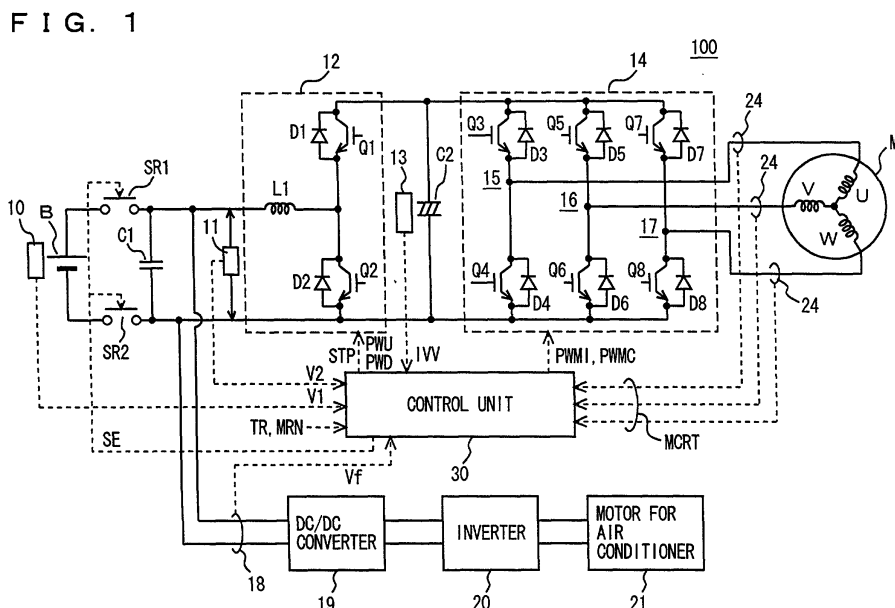 FIG. 1
100
12
14
24
M1
D1
Q1
Q3
D3
Q5
D5
Q7
D7
SR1
13
C2
10
B
L1
15
16
17
24
V
U
W
C1
11
D2
Q2
Q4
D4
Q6
D6
Q8
D8
24
SR2
STP
PWU
PWD
IVV
PWMI, PWMC
V2
V1
TR, MRN
CONTROL UNIT
MCRT
SE
Vf
30
DC/DC
CONVERTER
INVERTER
MOTOR FOR
AIR
CONDITIONER
18
19
20
21